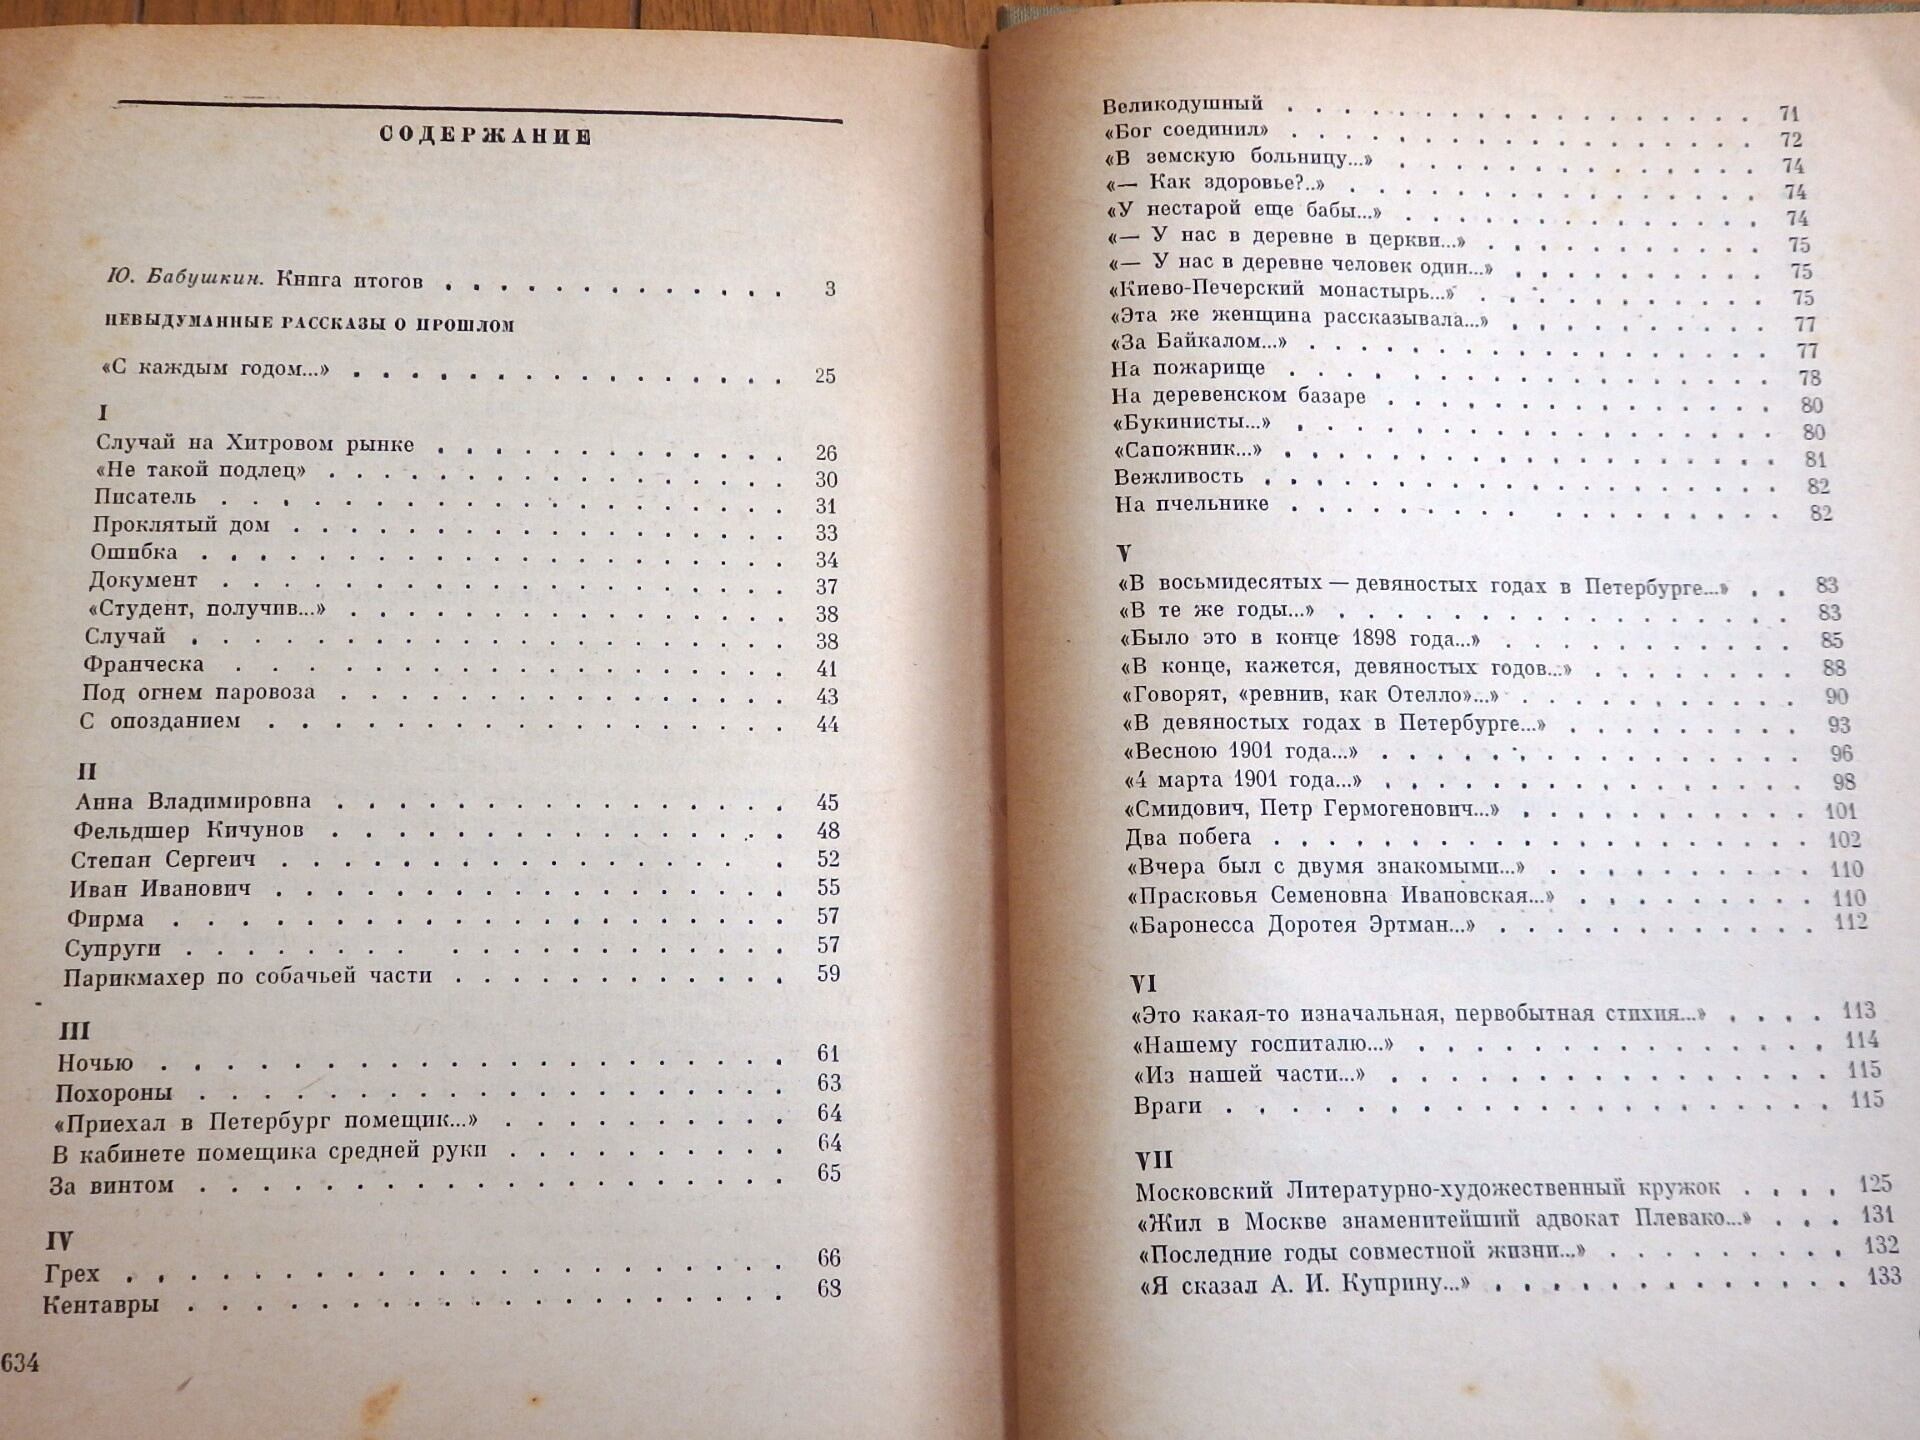 СОДЕРЖАНИЕ
Ю. Бабушкин. Книга итогов . . . . . . . . . . . . . 3
НЕВЫДУМАННЫЕ РАССКАЗЫ О ПРОШЛОМ
«С каждым годом...» . . . . . . . . . . . . . . . 25
I
Случай на Хитровом рынке . . . . . . . . . . . . 26
«Не такой подлец» . . . . . . . . . . . . . . . . 30
Писатель . . . . . . . . . . . . . . . . . . . 31
Проклятый дом . . . . . . . . . . . . . . . . . 33
Ошибка . . . . . . . . . . . . . . . . . . . . 34
Документ . . . . . . . . . . . . . . . . . . . 37
«Студент, получив...» . . . . . . . . . . . . . . . 38
Случай . . . . . . . . . . . . . . . . . . . . 38
Франческа . . . . . . . . . . . . . . . . . . 41
Под огнем паровоза . . . . . . . . . . . . . . . 43
С опозданием . . . . . . . . . . . . . . . . . 44
II
Анна Владимировна . . . . . . . . . . . . . . . 45
Фельдшер Кичунов . . . . . . . . . . . . . . . 48
Степан Сергеич . . . . . . . . . . . . . . . . 52
Иван Иванович . . . . . . . . . . . . . . . . . 55
Фирма . . . . . . . . . . . . . . . . . . . . 57
Супруги . . . . . . . . . . . . . . . . . . . 57
Парикмахер по собачьей части . . . . . . . . . . . 59
III
Ночью . . . . . . . . . . . . . . . . . . . . 61
Похороны . . . . . . . . . . . . . . . . . . . 63
«Приехал в Петербург помещик...» . . . . . . . . . . 64
В кабинете помещика средней руки . . . . . . . . . . 64
За винтом . . . . . . . . . . . . . . . . . . . 65
IV
Грех . . . . . . . . . . . . . . . . . . . . . 66
Кентавры . . . . . . . . . . . . . . . . . . . 68
634
Великодушный . . . . . . . . . . . . . . . . . 71
«Бог соединил» . . . . . . . . . . . . . . . . . 72
«В земскую больницу...» . . . . . . . . . . . . . . 74
«— Как здоровье?..» . . . . . . . . . . . . . . . 74
«У нестарой еще бабы...» . . . . . . . . . . . . . 74
«— У нас в деревне в церкви...» . . . . . . . . . . . 75
«— У нас в деревне человек один...» . . . . . . . . . 75
«Киево-Печерский монастырь...» . . . . . . . . . . . 75
«Эта же женщина рассказывала...» . . . . . . . . . . 77
«За Байкалом...» . . . . . . . . . . . . . . . . . 77
На пожарище . . . . . . . . . . . . . . . . . 78
На деревенском базаре . . . . . . . . . . . . . . 80
«Букинисты...» . . . . . . . . . . . . . . . . . 80
«Сапожник...» . . . . . . . . . . . . . . . . . . 81
Вежливость . . . . . . . . . . . . . . . . . . . 82
На пчельнике . . . . . . . . . . . . . . . . . 82
V
«В восьмидесятых — девяностых годах в Петербурге...» . . 83
«В те же годы...» . . . . . . . . . . . . . . . . 83
«Было это в конце 1898 года...» . . . . . . . . . . . 85
«В конце, кажется, девяностых годов...» . . . . . . . . 88
«Говорят, «ревнив, как Отелло»...» . . . . . . . . . . 90
«В девяностых годах в Петербурге...» . . . . . . . . . 93
«Весною 1901 года...» . . . . . . . . . . . . . . . 96
«4 марта 1901 года...» . . . . . . . . . . . . . . . 98
«Смидович, Петр Гермогенович...» . . . . . . . . . . . 101
Два побега . . . . . . . . . . . . . . . . . . . 102
«Вчера был с двумя знакомыми...» . . . . . . . . . . 110
«Прасковья Семеновна Ивановская...» . . . . . . . . . 110
«Баронесса Доротея Эртман...» . . . . . . . . . . . . 112
VI
«Это какая-то изначальная, первобытная стихия...» . . . . 113
«Нашему госпиталю...» . . . . . . . . . . . . . . . 114
«Из нашей части...» . . . . . . . . . . . . . . . . 115
Враги . . . . . . . . . . . . . . . . . . . . . 115
VII
Московский Литературно-художественный кружок . . . . 125
«Жил в Москве знаменитейший адвокат Плевако...» . . . 131
«Последние годы совместной жизни...» . . . . . . . . . 132
«Я сказал А. И. Куприну...» . . . . . . . . . . . . . 133